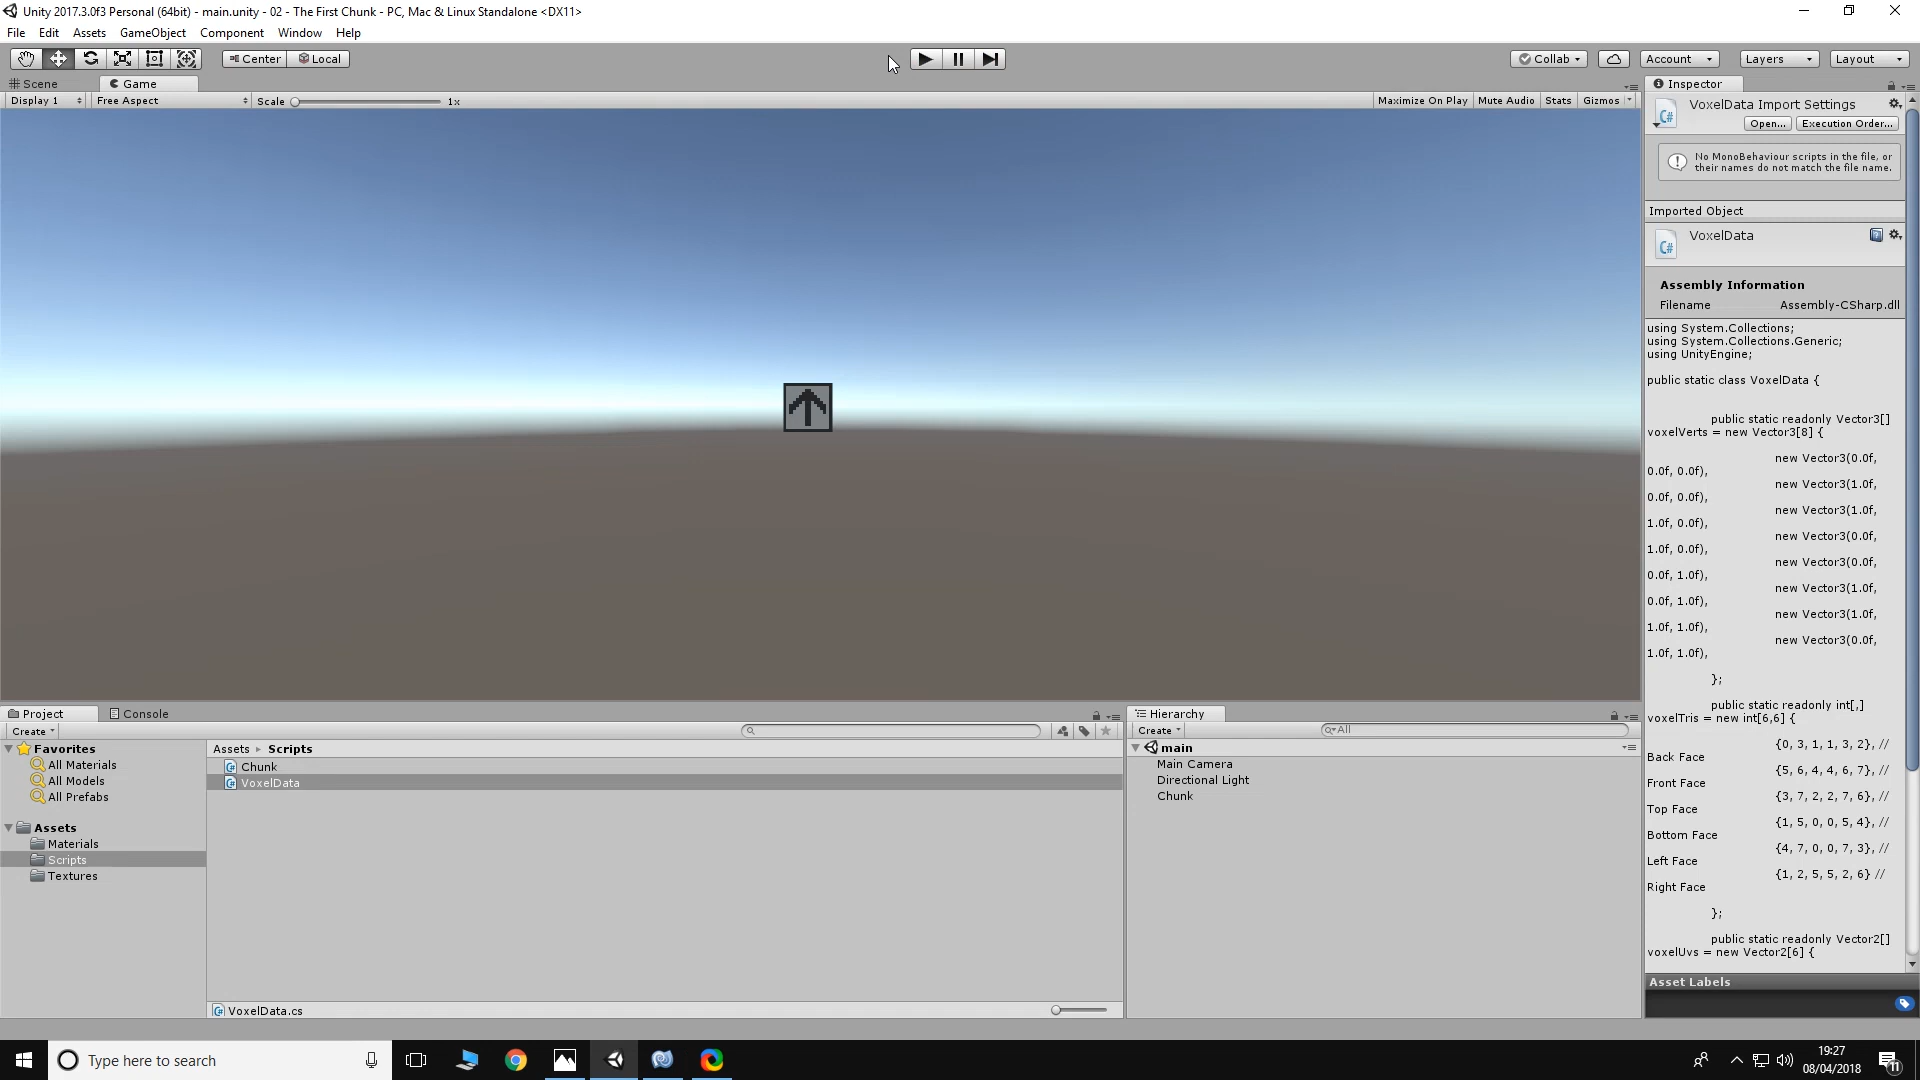 Unity 2017.3.0f3 Personal (64bit) - main.unity - 02 - The First Chunk - PC, Mac & Linux Standalone <DX11>
File Edit Assets GameObject Component Window Help
Center Local Collab Account Layers Layout
Scene Game
Display 1 Free Aspect Scale 1x Maximize On Play Mute Audio Stats Gizmos
Inspector
VoxelData Import Settings
Open... Execution Order...
No MonoBehaviour scripts in the file, or
their names do not match the file name.
Imported Object
VoxelData
Assembly Information
Filename Assembly-CSharp.dll
using System.Collections;
using System.Collections.Generic;
using UnityEngine;
public static class VoxelData {
public static readonly Vector3[]
voxelVerts = new Vector3[8] {
new Vector3(0.0f,
0.0f, 0.0f),
new Vector3(1.0f,
0.0f, 0.0f),
new Vector3(1.0f,
1.0f, 0.0f),
new Vector3(0.0f,
1.0f, 0.0f),
new Vector3(0.0f,
0.0f, 1.0f),
new Vector3(1.0f,
0.0f, 1.0f),
new Vector3(1.0f,
1.0f, 1.0f),
new Vector3(0.0f,
1.0f, 1.0f),
};
public static readonly int[,]
voxelTris = new int[6,6] {
{0, 3, 1, 1, 3, 2}, //
Back Face
{5, 6, 4, 4, 6, 7}, //
Front Face
{3, 7, 2, 2, 7, 6}, //
Top Face
{1, 5, 0, 0, 5, 4}, //
Bottom Face
{4, 7, 0, 0, 7, 3}, //
Left Face
{1, 2, 5, 5, 2, 6} //
Right Face
};
public static readonly Vector2[]
voxelUvs = new Vector2[6] {
Asset Labels
Project Console
Create
Favorites
All Materials
All Models
All Prefabs
Assets
Materials
Scripts
Textures
Assets ▸ Scripts
Chunk
VoxelData
VoxelData.cs
Hierarchy
Create All
main
Main Camera
Directional Light
Chunk
Type here to search
19:27
08/04/2018
11